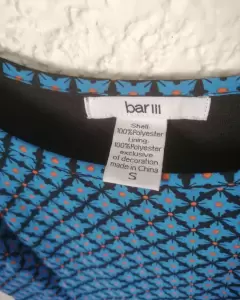 bar III
Shell:
100%Polyester
Lining:
100%Polyester
exclusive
of decoration
made in China
S